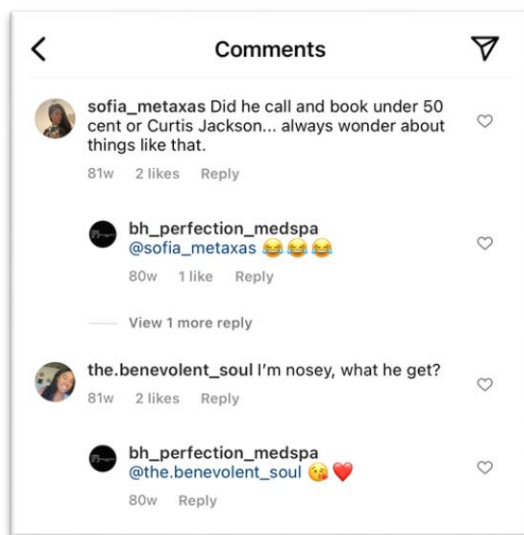 Comments
sofia_metaxas Did he call and book under 50
cent or Curtis Jackson... always wonder about
things like that.
81w 2 likes Reply
bh_perfection_medspa
@sofia_metaxas 😂😂😂
80w 1 like Reply
View 1 more reply
the.benevolent_soul I'm nosey, what he get?
81w 2 likes Reply
bh_perfection_medspa
@the.benevolent_soul 😘❤️
80w Reply